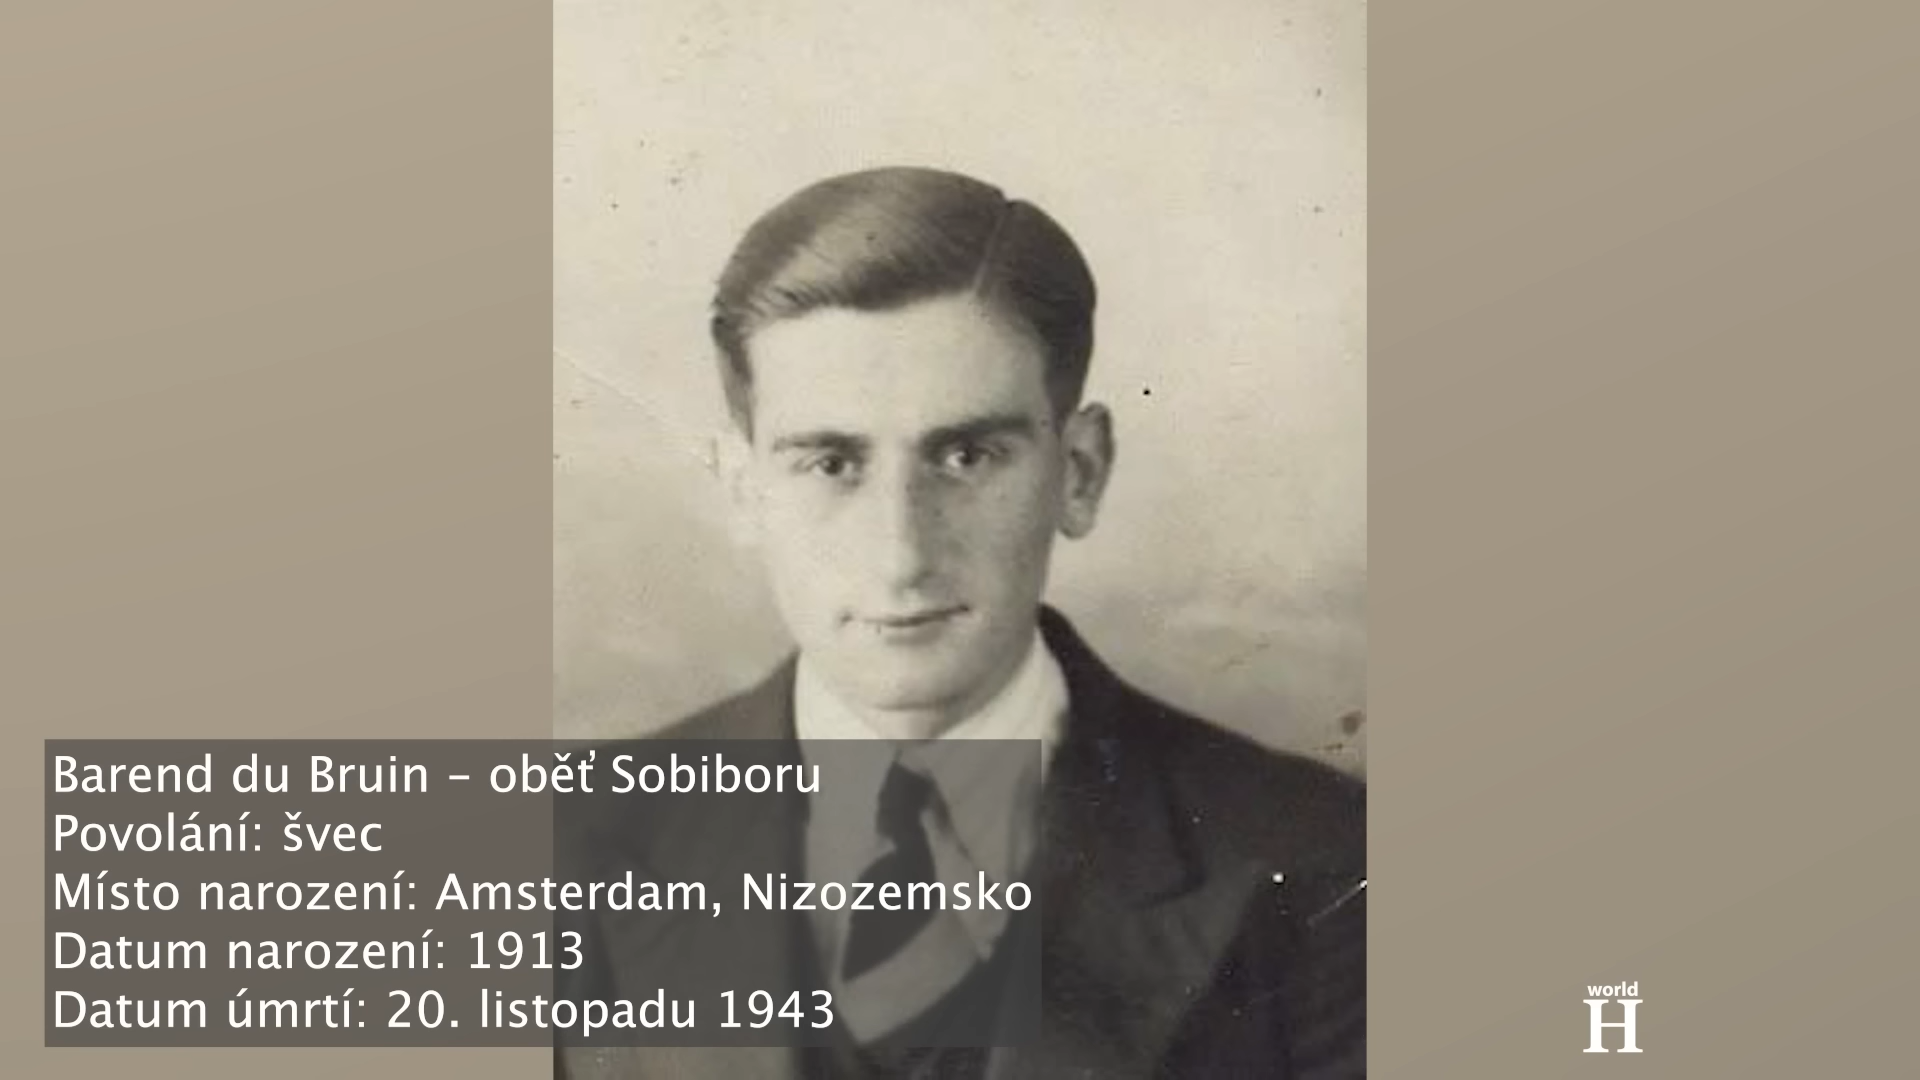 Barend du Bruin – oběť Sobiboru
Povolání: švec
Místo narození: Amsterdam, Nizozemsko
Datum narození: 1913
Datum úmrtí: 20. listopadu 1943
world
H